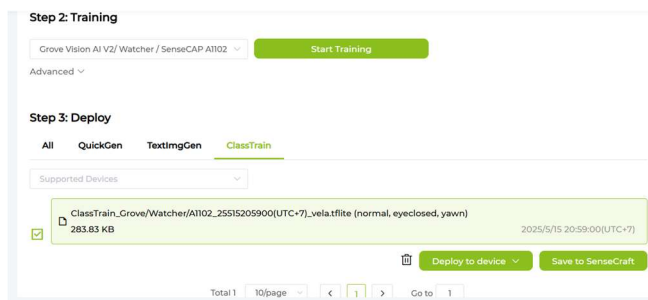 Step 2: Training
Grove Vision AI V2/ Watcher / SenseCAP A1102
Start Training
Advanced
Step 3: Deploy
All QuickGen TextImgGen ClassTrain
Supported Devices
ClassTrain_Grove/Watcher/A1102_25515205900(UTC+7)_vela.tflite (normal, eyeclosed, yawn)
283.83 KB 2025/5/15 20:59:00(UTC+7)
Deploy to device Save to SenseCraft
Total 1 10/page < 1 > Go to 1